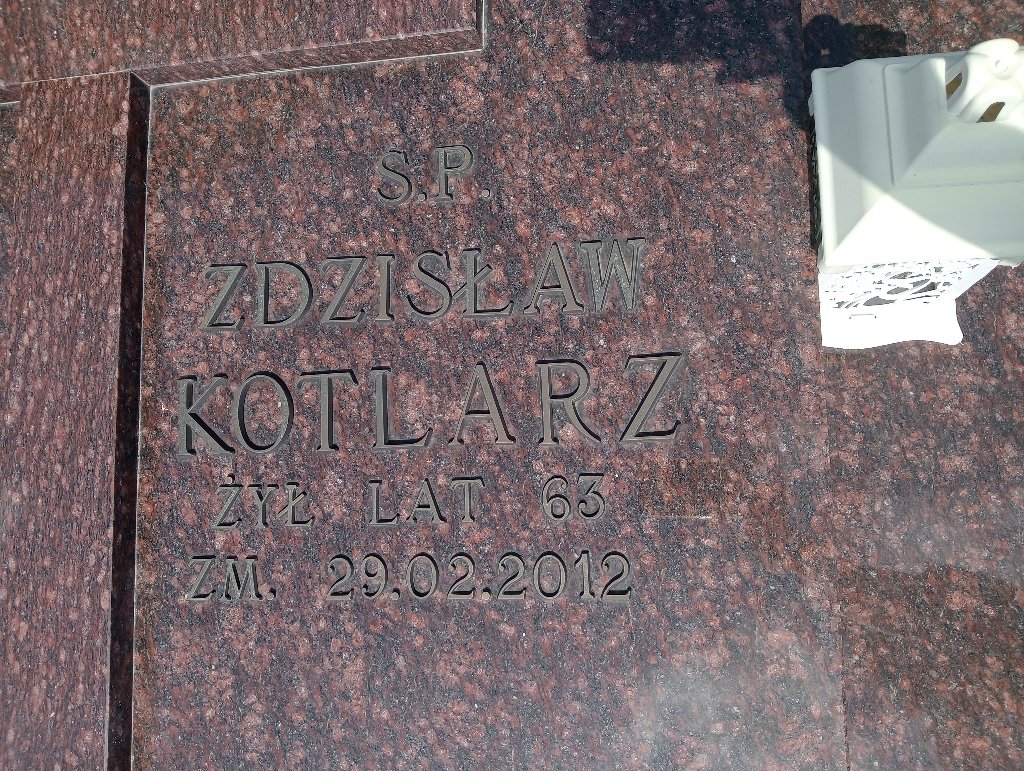 Ś.P.
ZDZISŁAW
KOTLARZ
ŻYŁ LAT 63
ZM. 29.02.2012